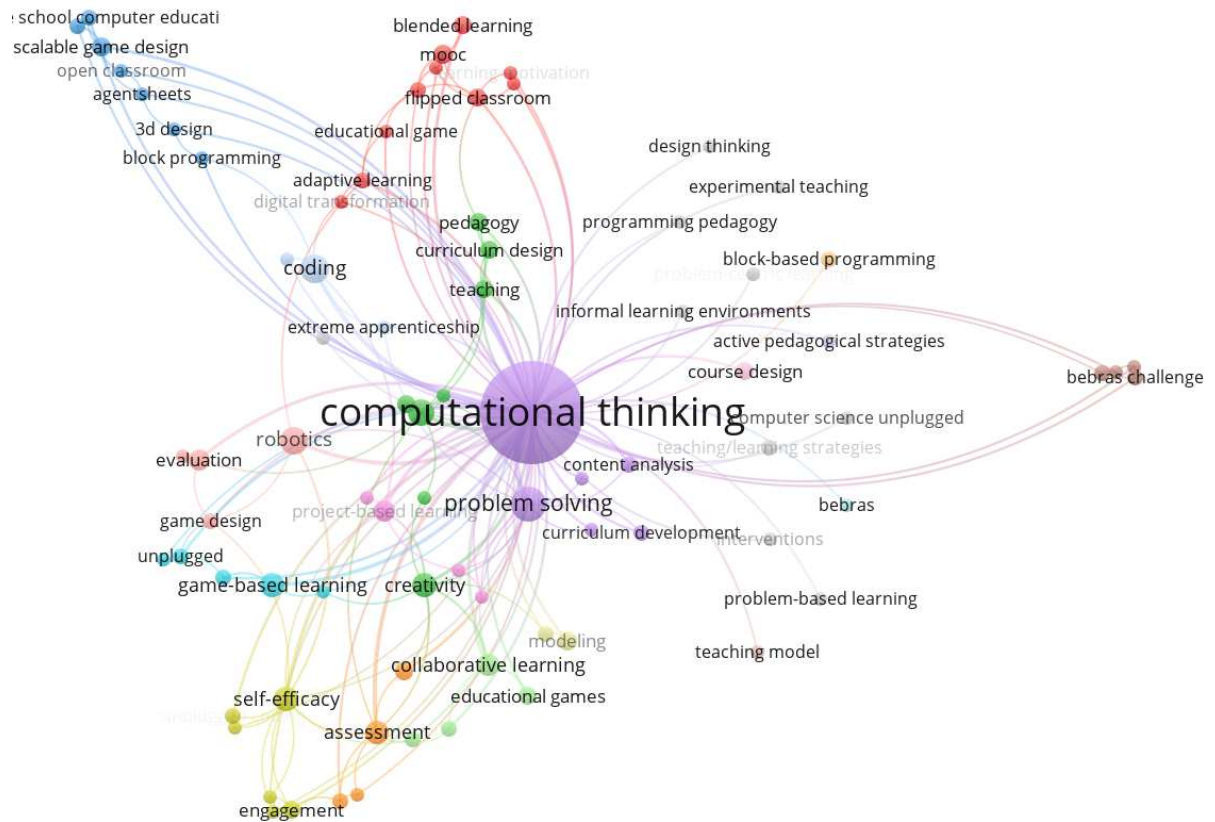 school computer educati
scalable game design
open classroom
agentsheets
3d design
block programming
blended learning
mooc
flipped classroom
educational game
adaptive learning
digital transformation
pedagogy
curriculum design
teaching
coding
extreme apprenticeship
design thinking
experimental teaching
programming pedagogy
block-based programming
informal learning environments
active pedagogical strategies
course design
bebras challenge
computational thinking
computer science unplugged
robotics
teaching/learning strategies
evaluation
content analysis
problem solving
project-based learning
bebras
game design
curriculum development
interventions
unplugged
game-based learning
creativity
problem-based learning
modeling
teaching model
collaborative learning
self-efficacy
educational games
assessment
engagement